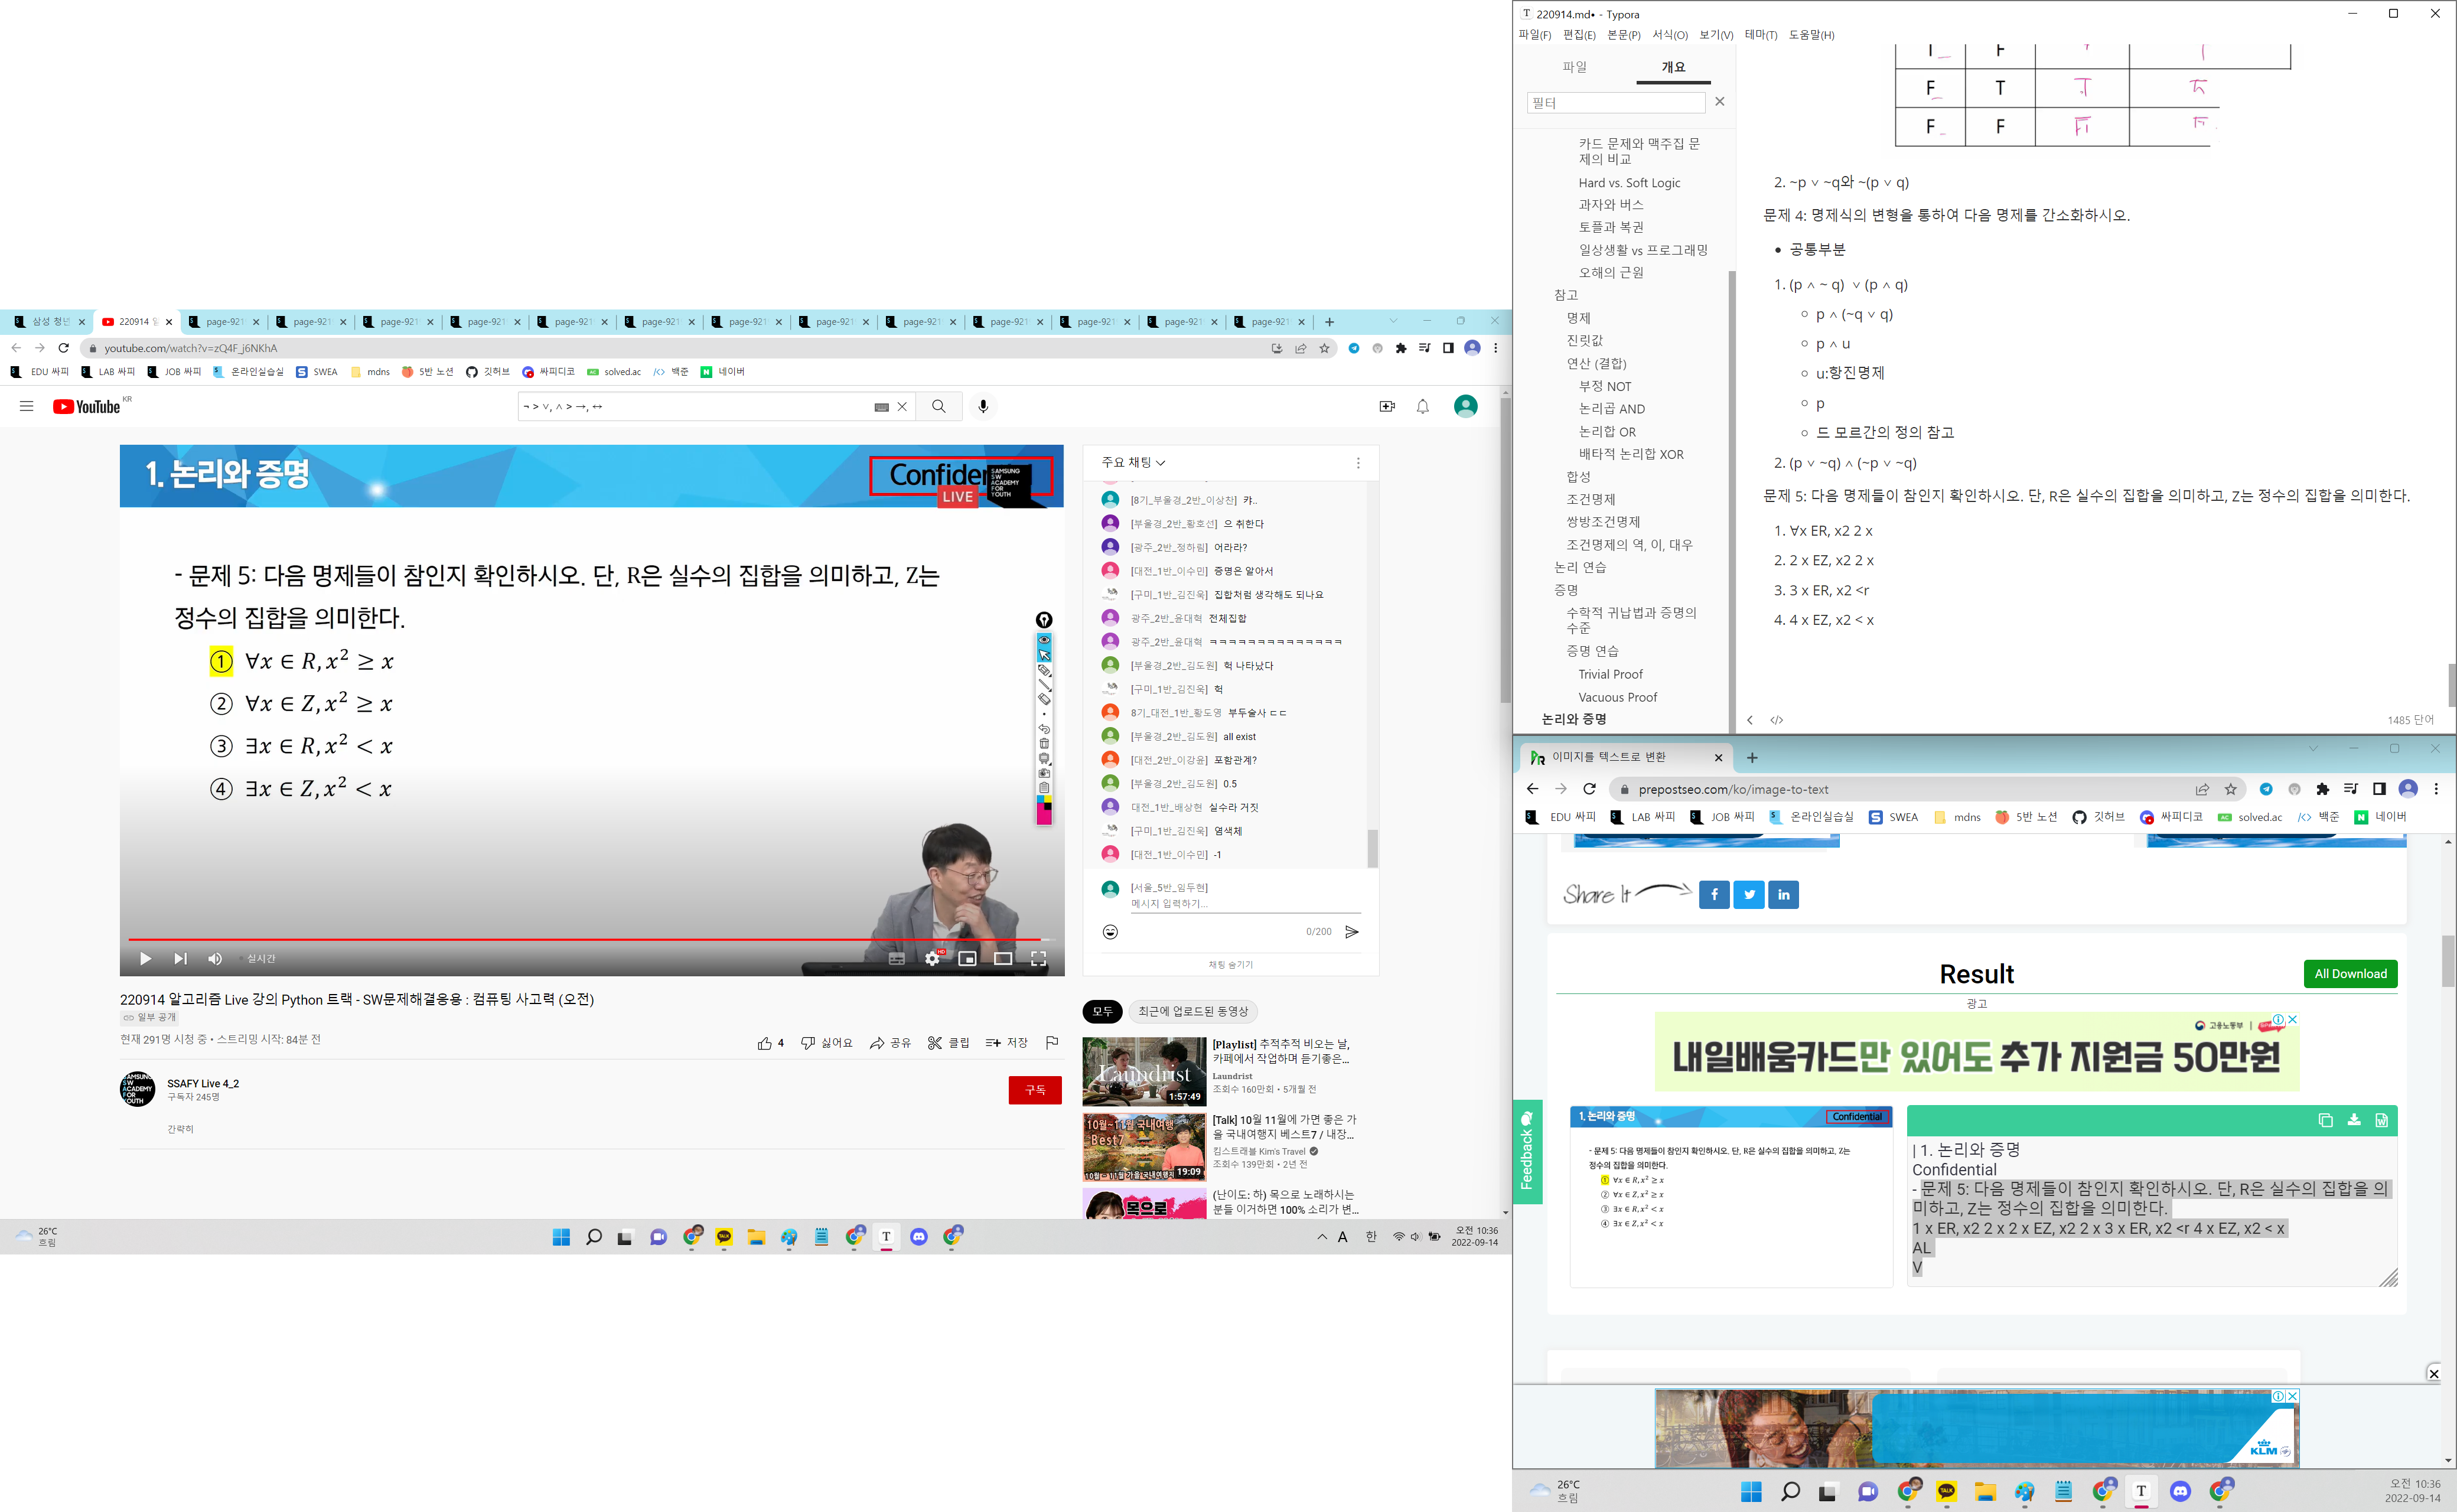 삼성 청년
220914 알
page-921
page-921
page-921
page-921
page-921
page-921
page-921
page-921
page-921
page-921
page-921
page-921
page-921
youtube.com/watch?v=zQ4F_j6NKhA
EDU 싸피
LAB 싸피
JOB 싸피
온라인실습실
SWEA
mdns
5반 노션
깃허브
싸피디코
solved.ac
백준
네이버
YouTube KR
¬ > ∨, ∧ > →, ↔
1. 논리와 증명
LIVE
SAMSUNG SW ACADEMY FOR YOUTH
- 문제 5: 다음 명제들이 참인지 확인하시오. 단, R은 실수의 집합을 의미하고, Z는
정수의 집합을 의미한다.
① ∀x ∈ R, x² ≥ x
② ∀x ∈ Z, x² ≥ x
③ ∃x ∈ R, x² < x
④ ∃x ∈ Z, x² < x
실시간
HD
220914 알고리즘 Live 강의 Python 트랙 - SW문제해결응용 : 컴퓨팅 사고력 (오전)
일부 공개
현재 291명 시청 중 • 스트리밍 시작: 84분 전
4
싫어요
공유
클립
저장
SSAFY Live 4_2
구독자 245명
구독
간략히
주요 채팅
[8기_부울경_2반_이상찬] 캬..
[부울경_2반_황호선] 으 취한다
[광주_2반_정하림] 어라라?
[대전_1반_이수민] 증명은 알아서
[구미_1반_김진욱] 집합처럼 생각해도 되나요
광주_2반_윤대혁 전체집합
광주_2반_윤대혁 ㅋㅋㅋㅋㅋㅋㅋㅋㅋㅋㅋㅋㅋㅋ
[부울경_2반_김도원] 헉 나타났다
[구미_1반_김진욱] 헉
8기_대전_1반_황도영 부두술사 ㄷㄷ
[부울경_2반_김도원] all exist
[대전_2반_이강윤] 포함관계?
[부울경_2반_김도원] 0.5
대전_1반_배상현 실수라 거짓
[구미_1반_김진욱] 염색체
[대전_1반_이수민] -1
[서울_5반_임두현]
메시지 입력하기...
0/200
채팅 숨기기
모두
최근에 업로드된 동영상
Laundrist
1:57:49
[Playlist] 추적추적 비오는 날,
카페에서 작업하며 듣기좋은...
Laundrist
조회수 160만회 • 5개월 전
10월~11월 국내여행
Best7
19:09
[Talk] 10월 11월에 가면 좋은 가
을 국내여행지 베스트7 / 내장...
킴스트래블 Kim's Travel
조회수 139만회 • 2년 전
목으로
(난이도: 하) 목으로 노래하시는
분들 이거하면 100% 소리가 변...
26°C
흐림
A
한
오전 10:36
2022-09-14
220914.md• - Typora
파일(F) 편집(E) 본문(P) 서식(O) 보기(V) 테마(T) 도움말(H)
파일
개요
필터
카드 문제와 맥주집 문
제의 비교
Hard vs. Soft Logic
과자와 버스
토플과 복권
일상생활 vs 프로그래밍
오해의 근원
참고
명제
진릿값
연산 (결합)
부정 NOT
논리곱 AND
논리합 OR
배타적 논리합 XOR
합성
조건명제
쌍방조건명제
조건명제의 역, 이, 대우
논리 연습
증명
수학적 귀납법과 증명의
수준
증명 연습
Trivial Proof
Vacuous Proof
논리와 증명
F T
F F
2. ~p ∨ ~q와 ~(p ∨ q)
문제 4: 명제식의 변형을 통하여 다음 명제를 간소화하시오.
공통부분
1. (p ∧ ~ q) ∨ (p ∧ q)
p ∧ (~q ∨ q)
p ∧ u
u:항진명제
p
드 모르간의 정의 참고
2. (p ∨ ~q) ∧ (~p ∨ ~q)
문제 5: 다음 명제들이 참인지 확인하시오. 단, R은 실수의 집합을 의미하고, Z는 정수의 집합을 의미한다.
1. ∀x ER, x2 2 x
2. 2 x EZ, x2 2 x
3. 3 x ER, x2 <r
4. 4 x EZ, x2 < x
1485 단어
이미지를 텍스트로 변환
prepostseo.com/ko/image-to-text
EDU 싸피
LAB 싸피
JOB 싸피
온라인실습실
SWEA
mdns
5반 노션
깃허브
싸피디코
solved.ac
백준
네이버
Share It
Result
All Download
광고
고용노동부
내일배움카드만 있어도 추가 지원금 50만원
Feedback
1. 논리와 증명
Confidential
- 문제 5: 다음 명제들이 참인지 확인하시오. 단, R은 실수의 집합을 의미하고, Z는
정수의 집합을 의미한다.
① ∀x ∈ R, x² ≥ x
② ∀x ∈ Z, x² ≥ x
③ ∃x ∈ R, x² < x
④ ∃x ∈ Z, x² < x
| 1. 논리와 증명
Confidential
- 문제 5: 다음 명제들이 참인지 확인하시오. 단, R은 실수의 집합을 의
미하고, Z는 정수의 집합을 의미한다.
1 x ER, x2 2 x 2 x EZ, x2 2 x 3 x ER, x2 <r 4 x EZ, x2 < x
AL
V
KLM
26°C
흐림
오전 10:36
2022-09-14